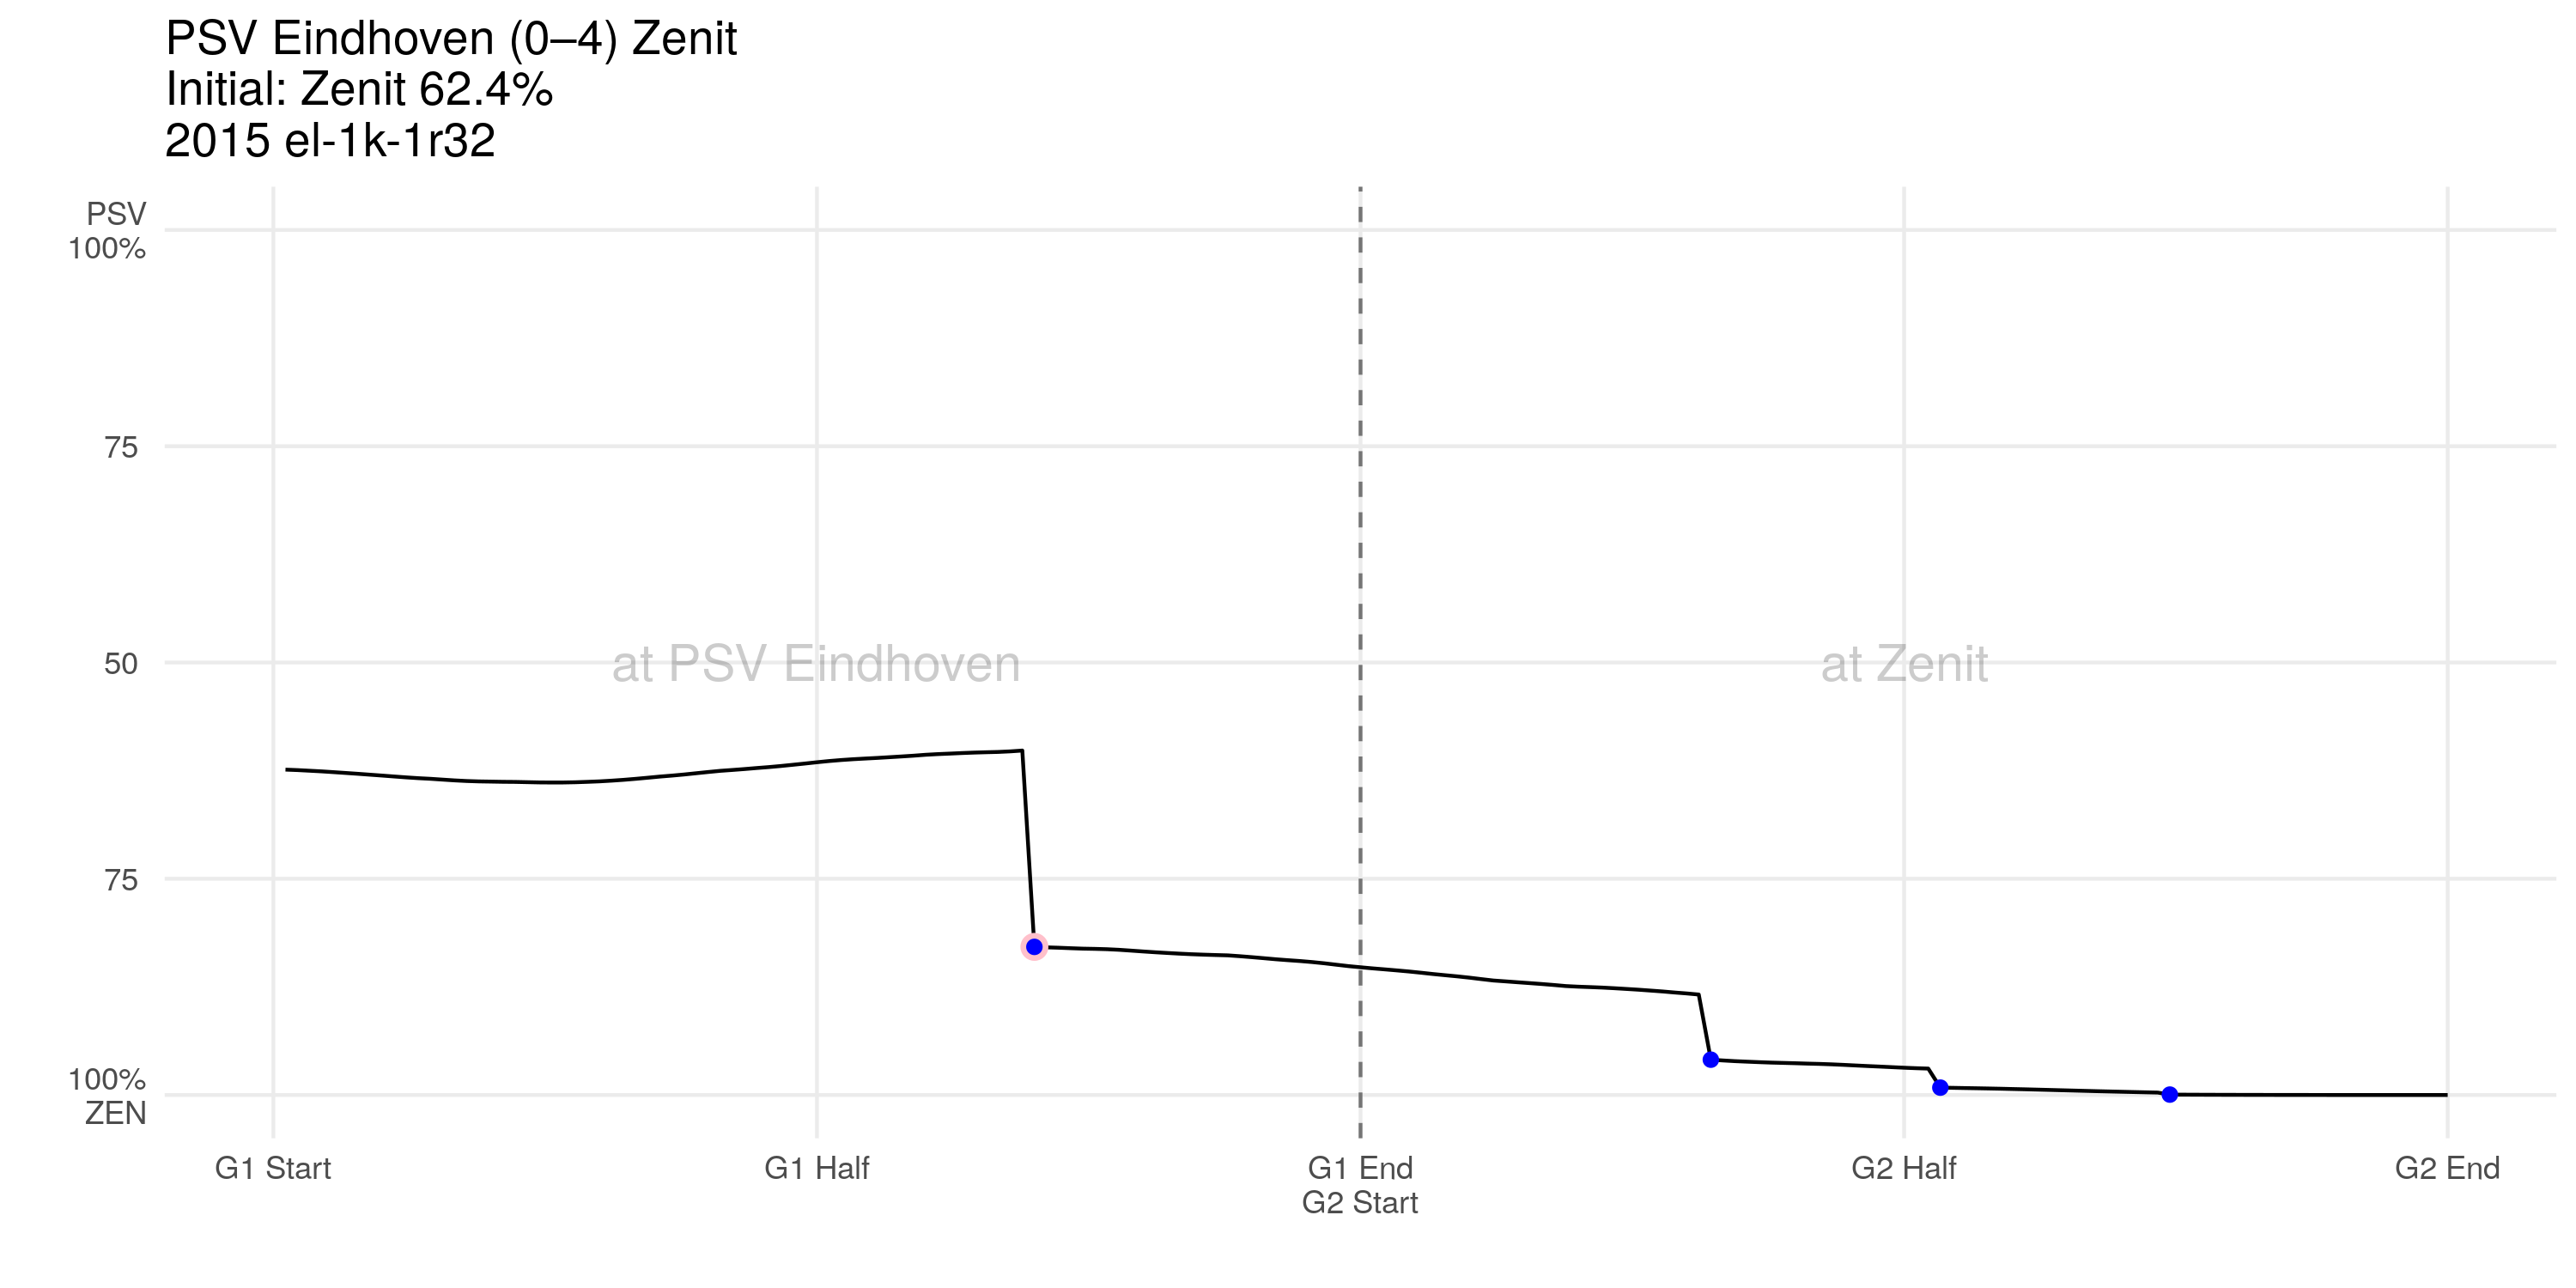 PSV Eindhoven (0–4) Zenit
Initial: Zenit 62.4%
2015 el-1k-1r32
PSV
100%
75
50
75
100%
ZEN
at PSV Eindhoven
at Zenit
G1 Start
G1 Half
G1 End
G2 Start
G2 Half
G2 End